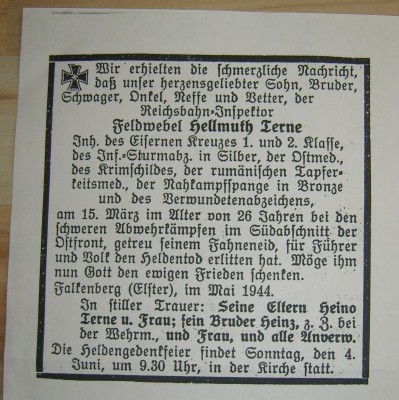 Wir erhielten die schmerzliche Nachricht,
daß unser herzensgeliebter Sohn, Bruder,
Schwager, Onkel, Neffe und Vetter, der
Reichsbahn-Inspektor
Feldwebel Hellmuth Terne
Inh. des Eisernen Kreuzes 1. und 2. Klasse,
des Inf.-Sturmabz. in Silber, der Ostmed.,
des Krimschildes, der rumänischen Tapfer-
keitsmed., der Nahkampfspange in Bronze
und des Verwundetenabzeichens,
am 15. März im Alter von 26 Jahren bei den
schweren Abwehrkämpfen im Südabschnitt der
Ostfront, getreu seinem Fahneneid, für Führer
und Volk den Heldentod erlitten hat. Möge ihm
nun Gott den ewigen Frieden schenken.
Falkenberg (Elster), im Mai 1944.
In stiller Trauer: Seine Eltern Heino
Terne u. Frau; sein Bruder Heinz, z. Z. bei
der Wehrm., und Frau, und alle Anverw.
Die Heldengedenkfeier findet Sonntag, den 4.
Juni, um 9.30 Uhr, in der Kirche statt.